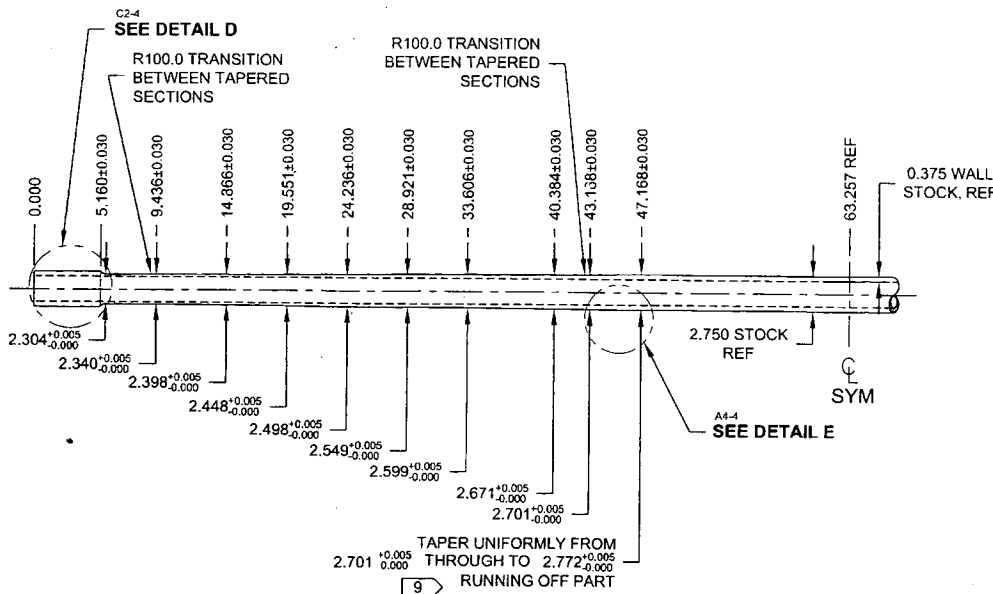 C2-4
SEE DETAIL D
R100.0 TRANSITION
BETWEEN TAPERED
SECTIONS
R100.0 TRANSITION
BETWEEN TAPERED
SECTIONS
0.000
5.160±0.030
9.436±0.030
14.866±0.030
19.551±0.030
24.236±0.030
28.921±0.030
33.606±0.030
40.384±0.030
±0.030
47.168±0.030
63.257 REF
0.375 WALL
STOCK, REF
2.304 +0.005 -0.000
2.340 +0.005 -0.000
2.398 +0.005 -0.000
2.448 +0.005 -0.000
2.498 +0.005 -0.000
2.549 +0.005 -0.000
2.599 +0.005 -0.000
2.671 +0.005 -0.000
2.701 +0.005 -0.000
2.750 STOCK
REF
CL
SYM
A4-4
SEE DETAIL E
TAPER UNIFORMLY FROM
2.701 +0.005 0.000 THROUGH TO 2.772 +0.005 -0.000
RUNNING OFF PART
9